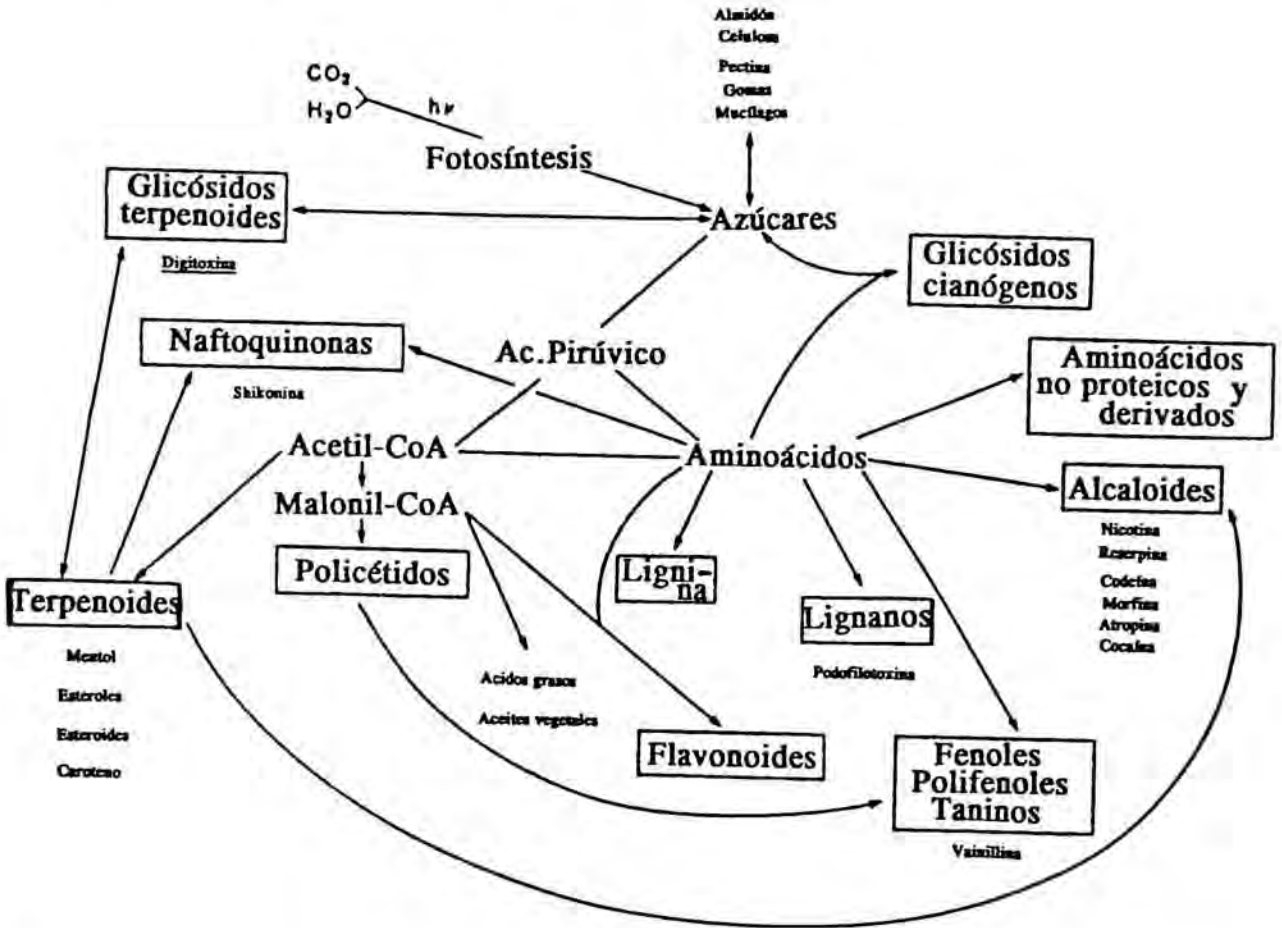 Almidón
Celulosa
Pectina
Gomas
Mucílagos
CO₂
H₂O
hν
Fotosíntesis
Glicósidos
terpenoides
Digitoxina
Azúcares
Glicósidos
cianógenos
Naftoquinonas
Shikonina
Ac.Pirúvico
Aminoácidos
no proteicos y
derivados
Acetil-CoA
Aminoácidos
Malonil-CoA
Alcaloides
Nicotina
Reserpina
Codeína
Morfina
Atropina
Cocaína
Policétidos
Ligni-
na
Terpenoides
Mentol
Esteroles
Esteroides
Caroteno
Lignanos
Podofilotoxina
Acidos grasos
Aceites vegetales
Flavonoides
Fenoles
Polifenoles
Taninos
Vainillina